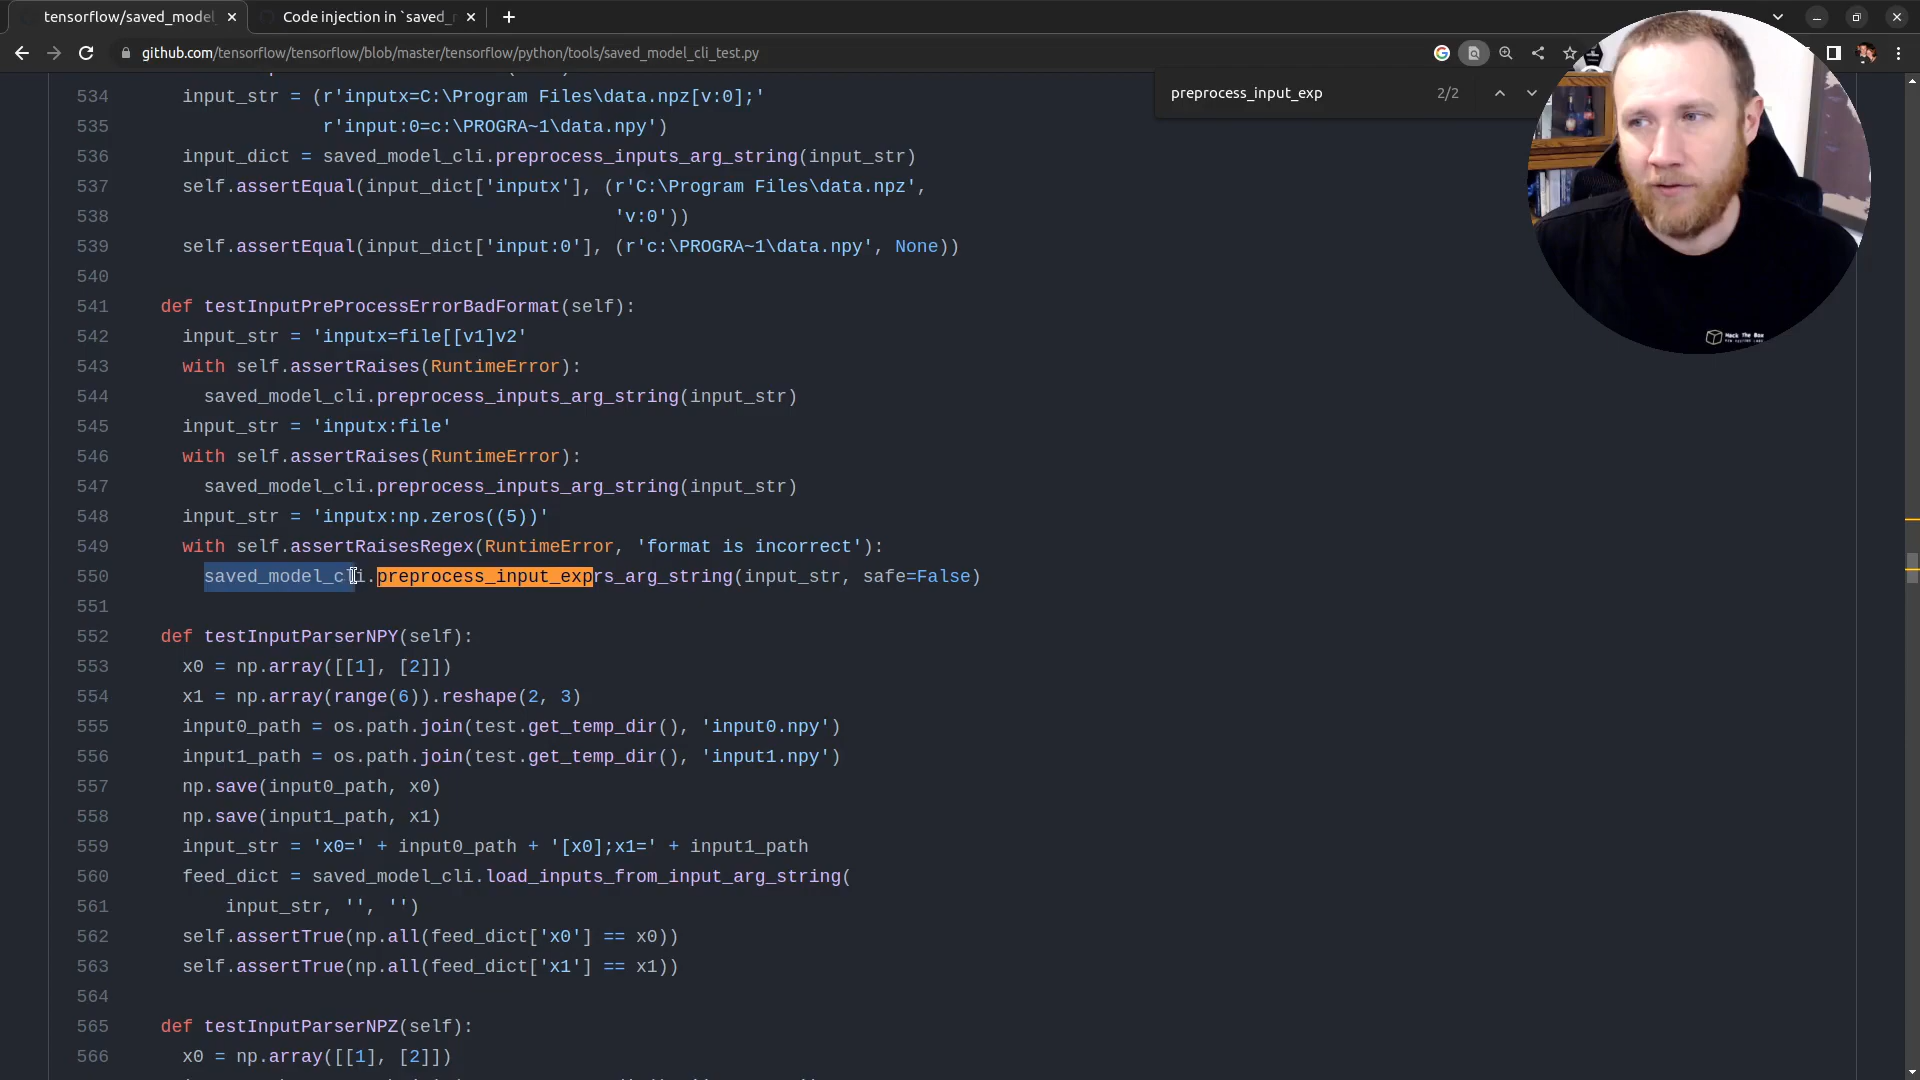 tensorflow/saved_model_
Code injection in `saved_m
github.com/tensorflow/tensorflow/blob/master/tensorflow/python/tools/saved_model_cli_test.py
preprocess_input_exp
2/2
534 input_str = (r'inputx=C:\Program Files\data.npz[v:0];'
535 r'input:0=c:\PROGRA~1\data.npy')
536 input_dict = saved_model_cli.preprocess_inputs_arg_string(input_str)
537 self.assertEqual(input_dict['inputx'], (r'C:\Program Files\data.npz',
538 'v:0'))
539 self.assertEqual(input_dict['input:0'], (r'c:\PROGRA~1\data.npy', None))
540
541 def testInputPreProcessErrorBadFormat(self):
542 input_str = 'inputx=file[[v1]v2'
543 with self.assertRaises(RuntimeError):
544 saved_model_cli.preprocess_inputs_arg_string(input_str)
545 input_str = 'inputx:file'
546 with self.assertRaises(RuntimeError):
547 saved_model_cli.preprocess_inputs_arg_string(input_str)
548 input_str = 'inputx:np.zeros((5))'
549 with self.assertRaisesRegex(RuntimeError, 'format is incorrect'):
550 saved_model_cli.preprocess_input_exprs_arg_string(input_str, safe=False)
551
552 def testInputParserNPY(self):
553 x0 = np.array([[1], [2]])
554 x1 = np.array(range(6)).reshape(2, 3)
555 input0_path = os.path.join(test.get_temp_dir(), 'input0.npy')
556 input1_path = os.path.join(test.get_temp_dir(), 'input1.npy')
557 np.save(input0_path, x0)
558 np.save(input1_path, x1)
559 input_str = 'x0=' + input0_path + '[x0];x1=' + input1_path
560 feed_dict = saved_model_cli.load_inputs_from_input_arg_string(
561 input_str, '', '')
562 self.assertTrue(np.all(feed_dict['x0'] == x0))
563 self.assertTrue(np.all(feed_dict['x1'] == x1))
564
565 def testInputParserNPZ(self):
566 x0 = np.array([[1], [2]])
Hack The Box